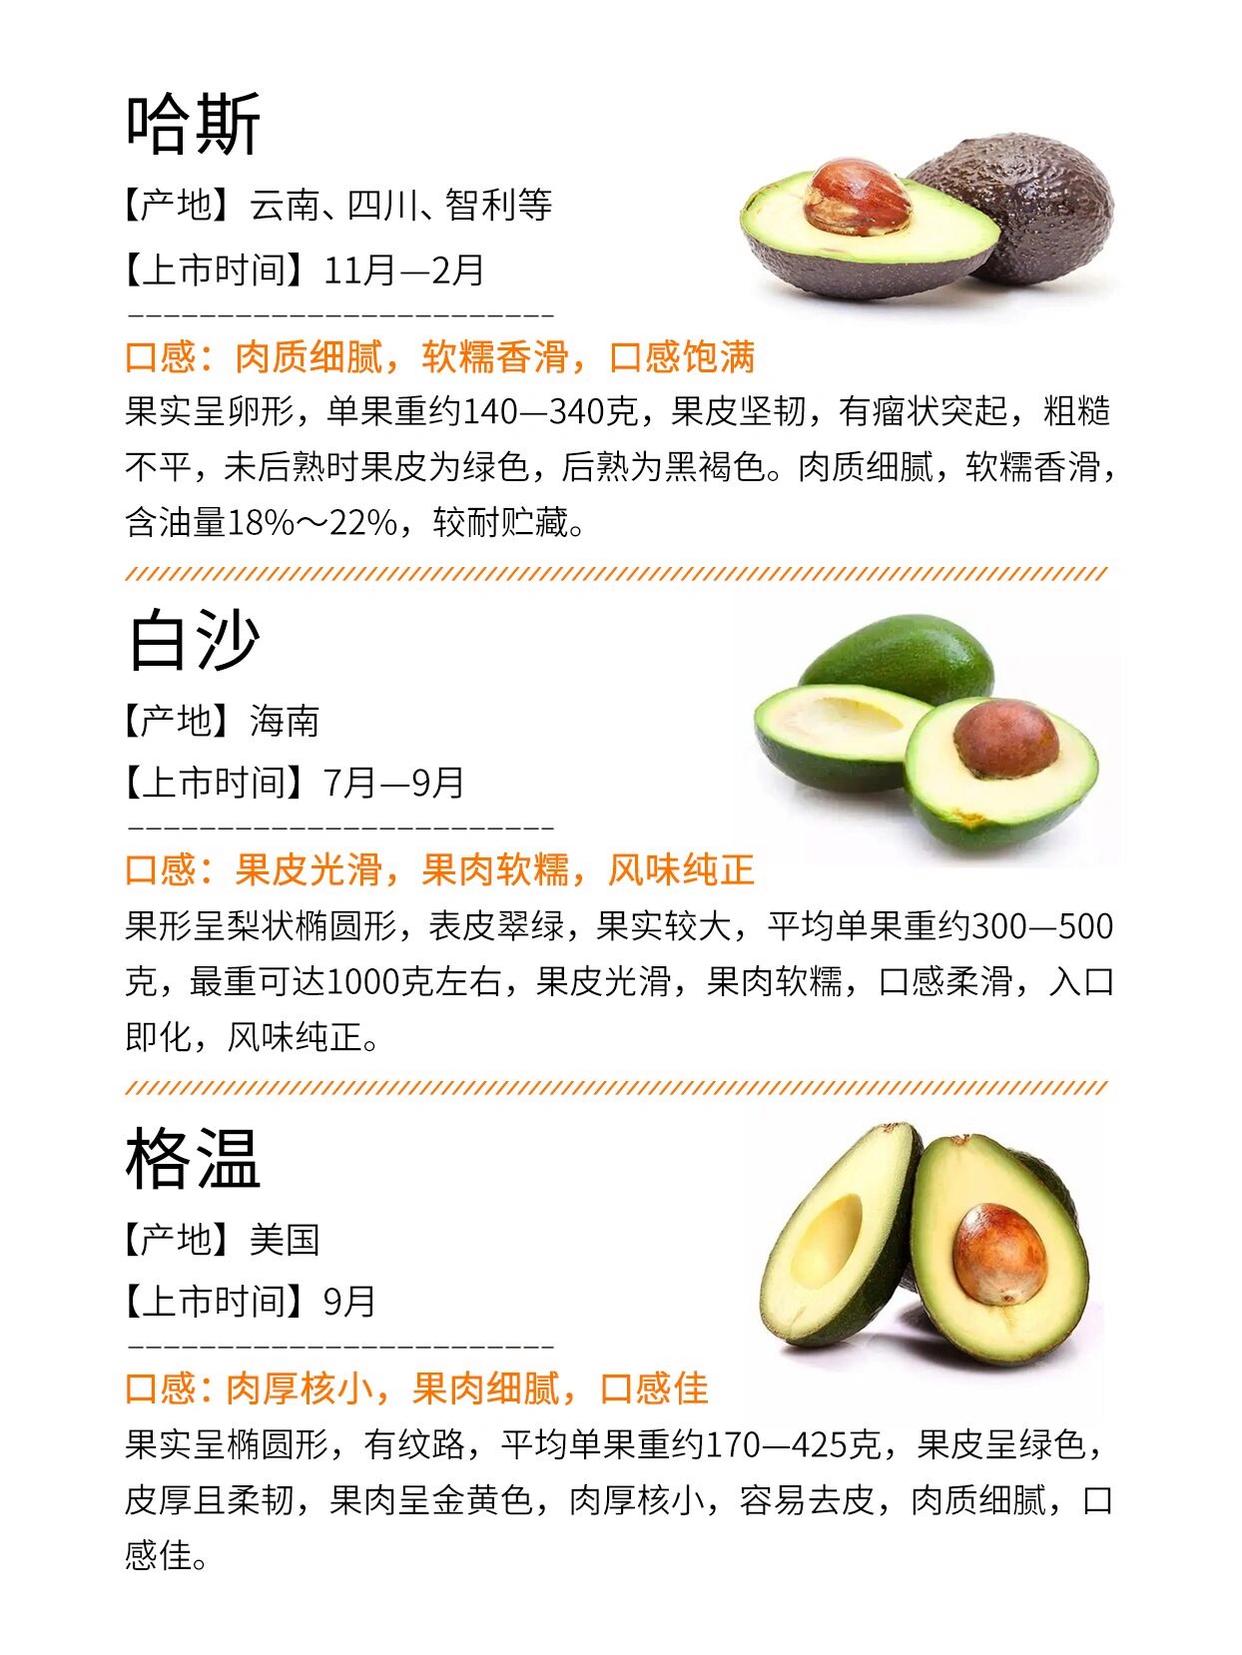 哈斯
【产地】云南、四川、智利等
【上市时间】11月—2月
口感：肉质细腻，软糯香滑，口感饱满
果实呈卵形，单果重约140—340克，果皮坚韧，有瘤状突起，粗糙
不平，未后熟时果皮为绿色，后熟为黑褐色。肉质细腻，软糯香滑，
含油量18%～22%，较耐贮藏。
白沙
【产地】海南
【上市时间】7月—9月
口感：果皮光滑，果肉软糯，风味纯正
果形呈梨状椭圆形，表皮翠绿，果实较大，平均单果重约300—500
克，最重可达1000克左右，果皮光滑，果肉软糯，口感柔滑，入口
即化，风味纯正。
格温
【产地】美国
【上市时间】9月
口感：肉厚核小，果肉细腻，口感佳
果实呈椭圆形，有纹路，平均单果重约170—425克，果皮呈绿色，
皮厚且柔韧，果肉呈金黄色，肉厚核小，容易去皮，肉质细腻，口
感佳。